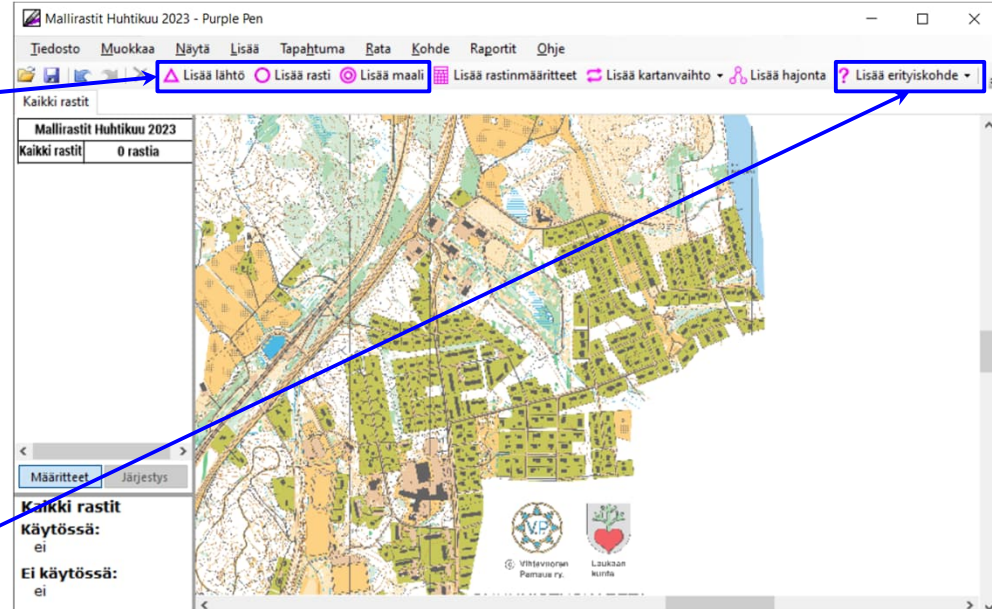 Mallirastit Huhtikuu 2023 - Purple Pen
Tiedosto Muokkaa Näytä Lisää Tapahtuma Rata Kohde Raportit Ohje
Lisää lähtö Lisää rasti Lisää maali Lisää rastinmääritteet Lisää kartanvaihto Lisää hajonta ? Lisää erityiskohde
Kaikki rastit
Mallirastit Huhtikuu 2023
Kaikki rastit 0 rastia
Määritteet Järjestys
Kaikki rastit
Käytössä:
ei
Ei käytössä:
ei
VP
Vihtavuoren
Pamaus ry.
Laukaan
kunta